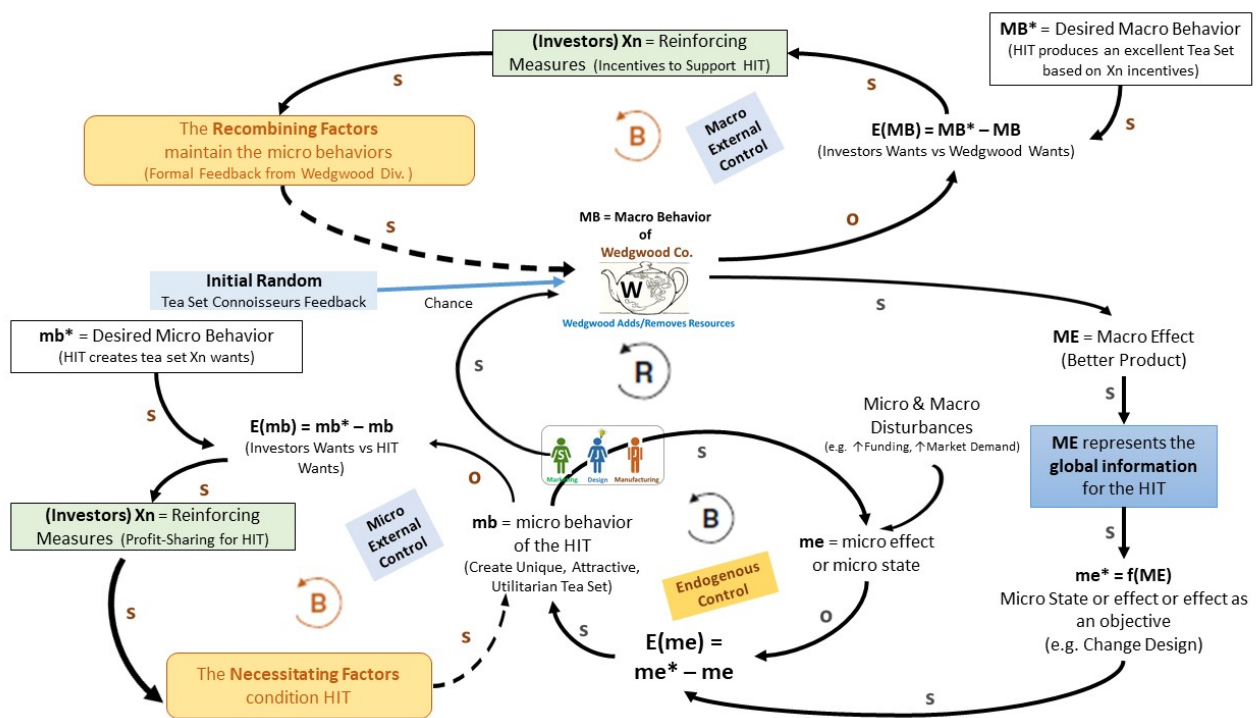 (Investors) Xn = Reinforcing
Measures (Incentives to Support HIT)
MB* = Desired Macro Behavior
(HIT produces an excellent Tea Set
based on Xn incentives)
S
S
S
The Recombining Factors
maintain the micro behaviors
(Formal Feedback from Wedgwood Div. )
B
Macro
External
Control
E(MB) = MB* – MB
(Investors Wants vs Wedgwood Wants)
S
O
MB = Macro Behavior
of
Wedgwood Co.
W
Wedgwood Adds/Removes Resources
Initial Random
Tea Set Connoisseurs Feedback
Chance
S
mb* = Desired Micro Behavior
(HIT creates tea set Xn wants)
ME = Macro Effect
(Better Product)
S
R
S
S
E(mb) = mb* – mb
(Investors Wants vs HIT
Wants)
Micro & Macro
Disturbances
(e.g. ↑Funding, ↑Market Demand)
S
J
I
Marketing
Design
Manufacturing
S
ME represents the
global information
for the HIT
S
O
(Investors) Xn = Reinforcing
Measures (Profit-Sharing for HIT)
Micro
External
Control
mb = micro behavior
of the HIT
(Create Unique, Attractive,
Utilitarian Tea Set)
B
me = micro effect
or micro state
S
Endogenous
Control
me* = f(ME)
Micro State or effect or effect as
an objective
(e.g. Change Design)
B
S
S
S
O
E(me) =
me* – me
The Necessitating Factors
condition HIT
S